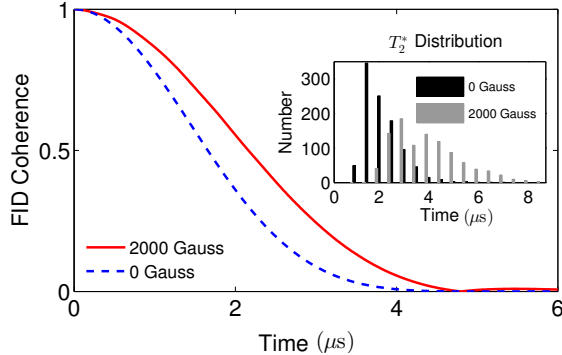 T₂* Distribution
300
200
100
0
Number
0 Gauss
2000 Gauss
0 2 4 6 8
Time (μs)
1
0.5
0
FID Coherence
2000 Gauss
0 Gauss
0 2 4 6
Time (μs)